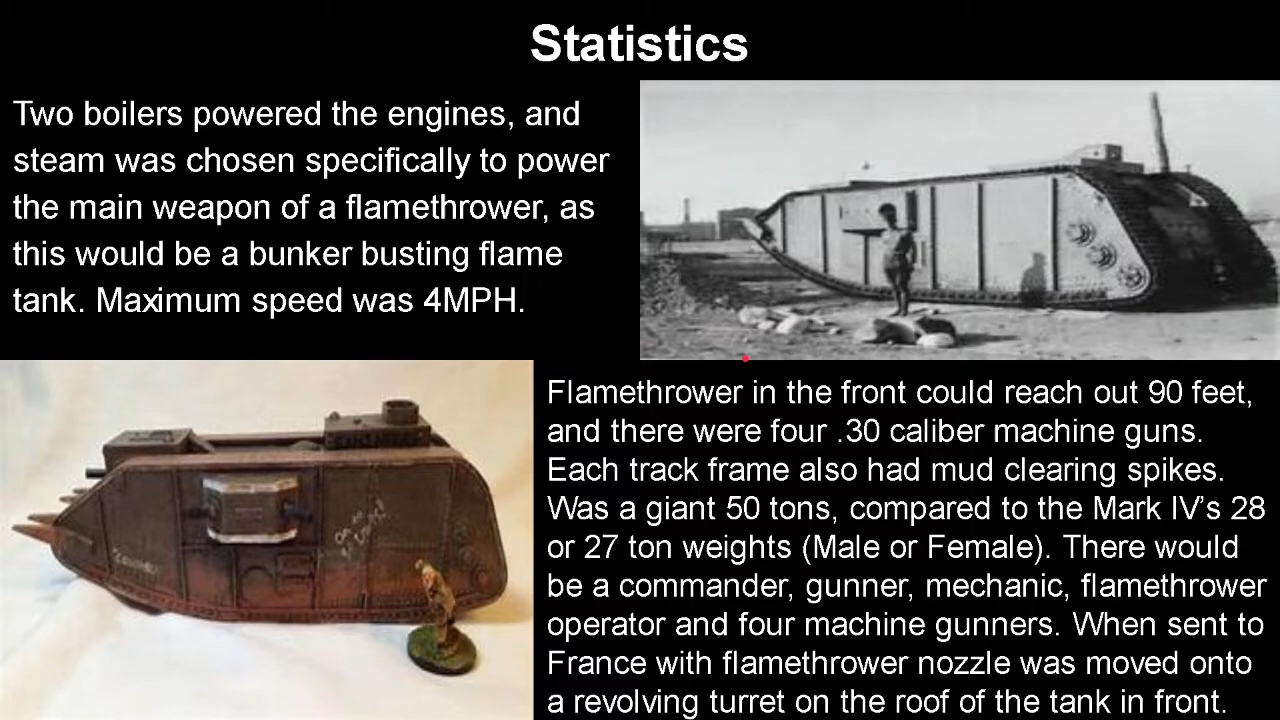 Statistics
Two boilers powered the engines, and
steam was chosen specifically to power
the main weapon of a flamethrower, as
this would be a bunker busting flame
tank. Maximum speed was 4MPH.
Flamethrower in the front could reach out 90 feet,
and there were four .30 caliber machine guns.
Each track frame also had mud clearing spikes.
Was a giant 50 tons, compared to the Mark IV's 28
or 27 ton weights (Male or Female). There would
be a commander, gunner, mechanic, flamethrower
operator and four machine gunners. When sent to
France with flamethrower nozzle was moved onto
a revolving turret on the roof of the tank in front.